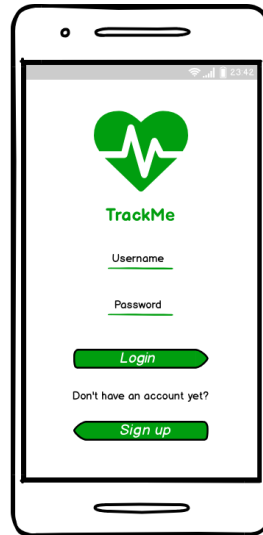 23:42
TrackMe
Username
Password
Login
Don't have an account yet?
Sign up